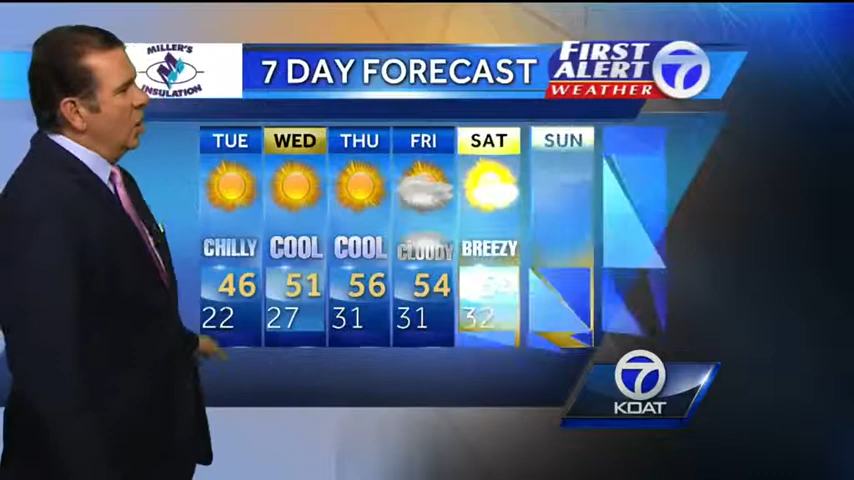 MILLER'S
INSULATION
7 DAY FORECAST
FIRST
ALERT
WEATHER
7
TUE WED THU FRI SAT SUN
CHILLY COOL COOL CLOUDY BREEZY
46 51 56 54
22 27 31 31 32
7
KOAT